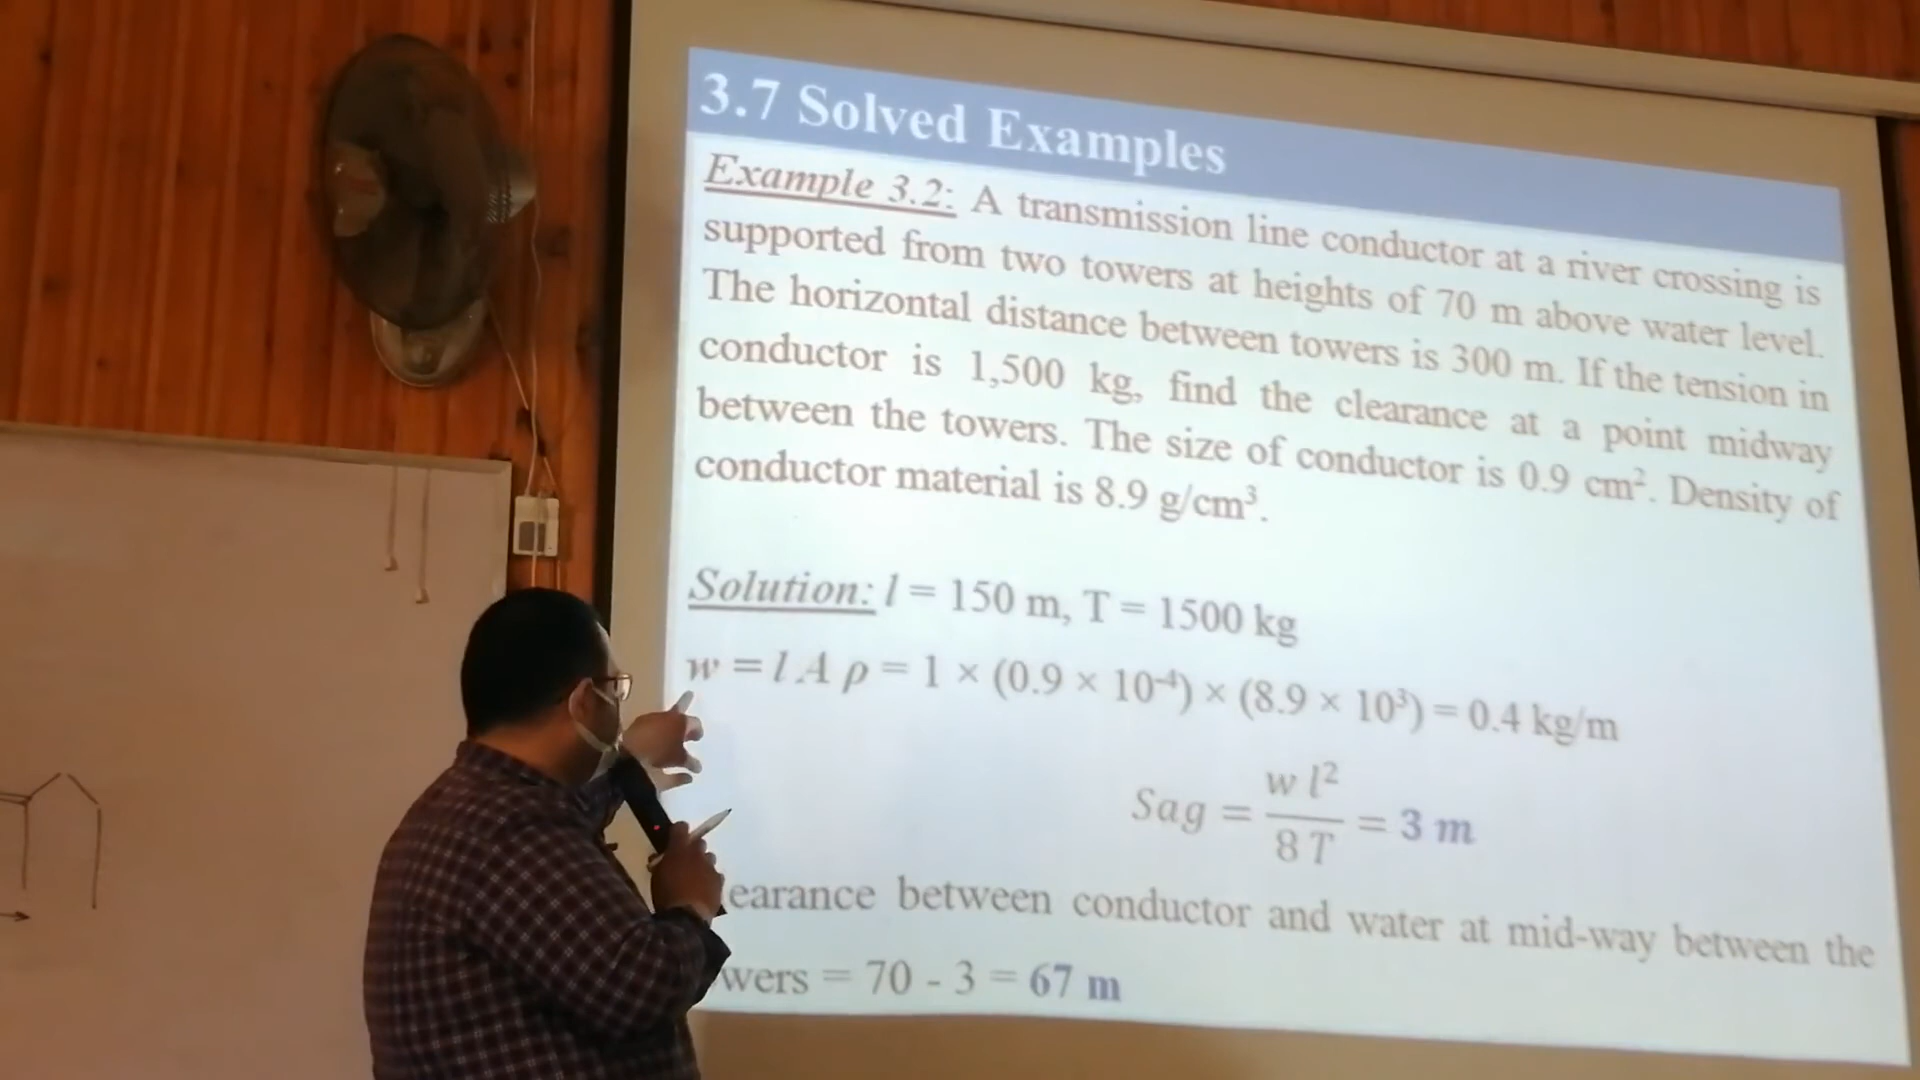 3.7 Solved Examples
Example 3.2: A transmission line conductor at a river crossing is
supported from two towers at heights of 70 m above water level.
The horizontal distance between towers is 300 m. If the tension in
conductor is 1,500 kg, find the clearance at a point midway
between the towers. The size of conductor is 0.9 cm². Density of
conductor material is 8.9 g/cm³.
Solution: l = 150 m, T = 1500 kg
w = l A ρ = 1 × (0.9 × 10⁻⁴) × (8.9 × 10³) = 0.4 kg/m
Sag = w l² / 8 T = 3 m
earance between conductor and water at mid-way between the
wers = 70 - 3 = 67 m